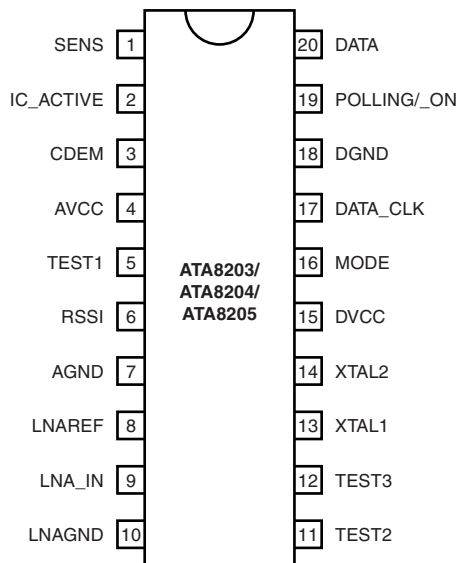 SENS 1 20 DATA
IC_ACTIVE 2 19 POLLING/_ON
CDEM 3 18 DGND
AVCC 4 17 DATA_CLK
TEST1 5 16 MODE
ATA8203/
ATA8204/
ATA8205
RSSI 6 15 DVCC
AGND 7 14 XTAL2
LNAREF 8 13 XTAL1
LNA_IN 9 12 TEST3
LNAGND 10 11 TEST2